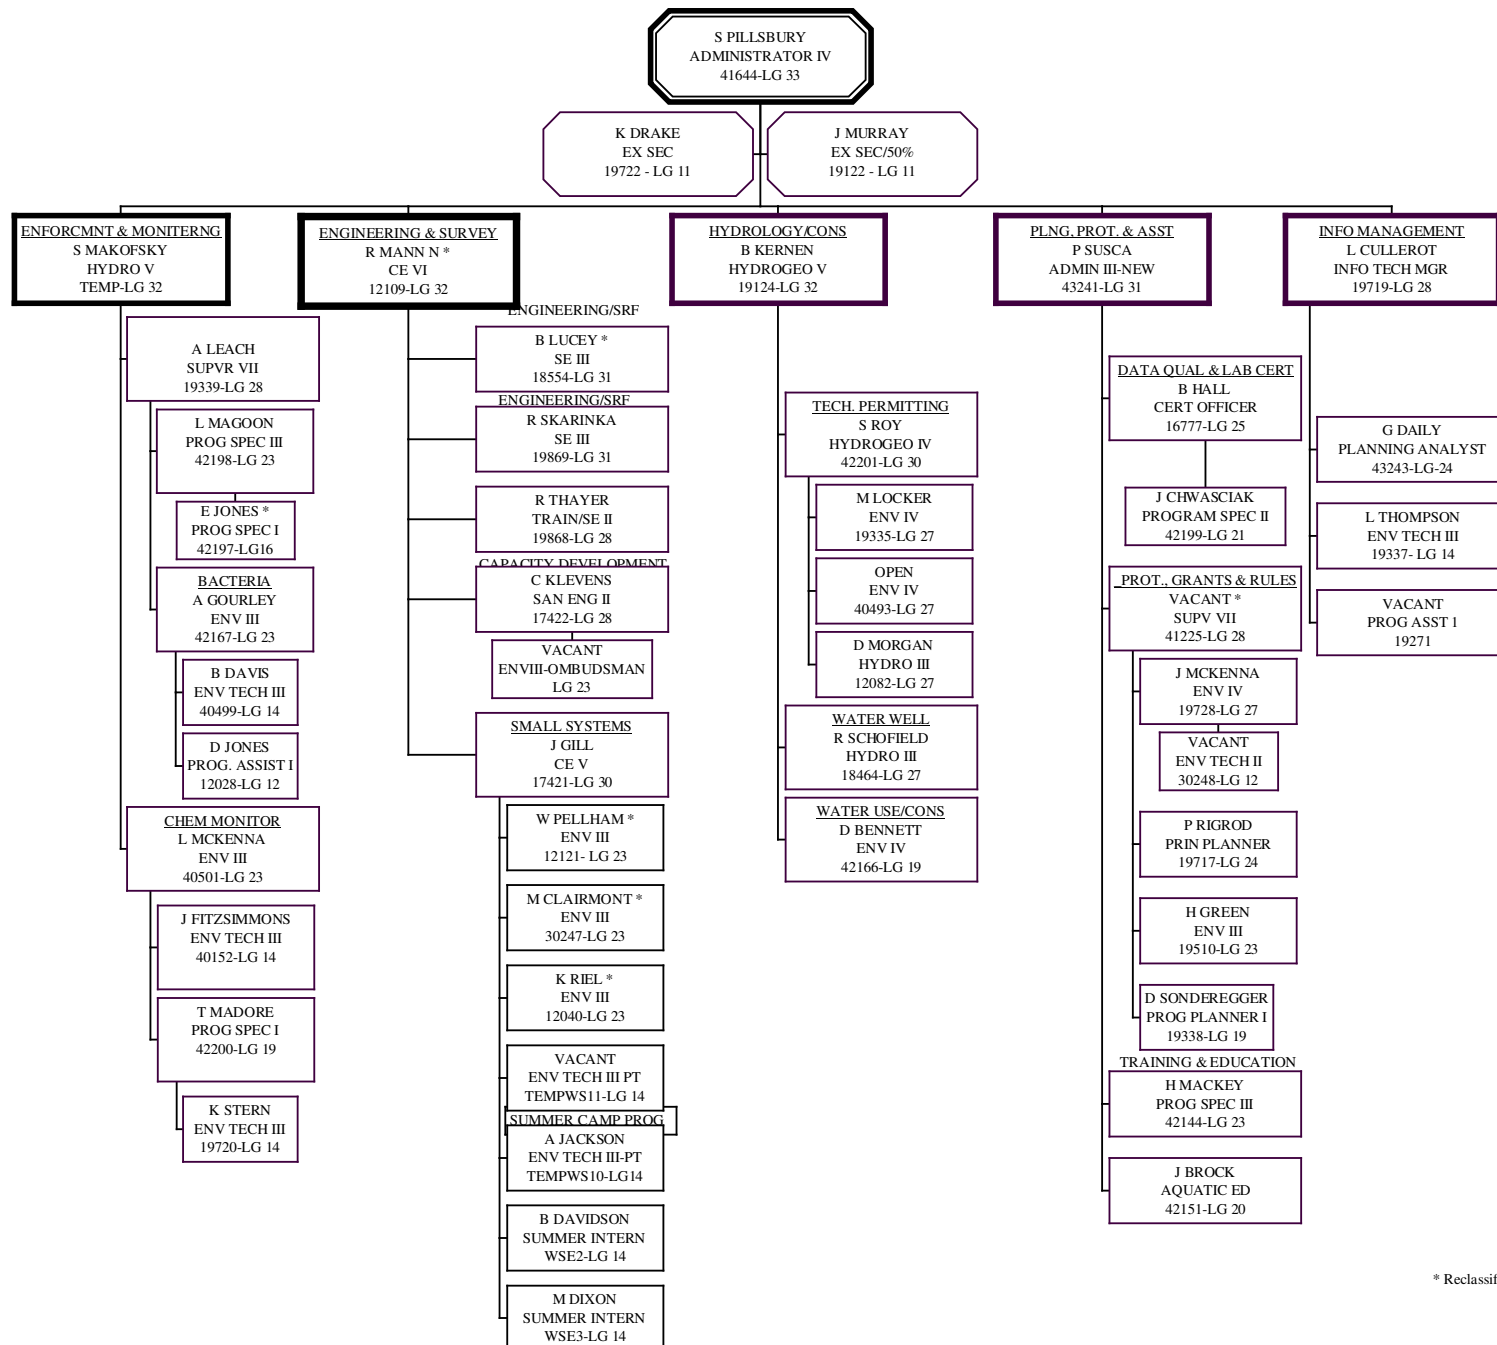 S PILLSBURY
ADMINISTRATOR IV
41644-LG 33
K DRAKE
EX SEC
19722 - LG 11
J MURRAY
EX SEC/50%
19122 - LG 11
ENFORCMNT & MONITERNG
S MAKOFSKY
HYDRO V
TEMP-LG 32
A LEACH
SUPVR VII
19339-LG 28
L MAGOON
PROG SPEC III
42198-LG 23
E JONES *
PROG SPEC I
42197-LG16
BACTERIA
A GOURLEY
ENV III
42167-LG 23
B DAVIS
ENV TECH III
40499-LG 14
D JONES
PROG. ASSIST I
12028-LG 12
CHEM MONITOR
L MCKENNA
ENV III
40501-LG 23
J FITZSIMMONS
ENV TECH III
40152-LG 14
T MADORE
PROG SPEC I
42200-LG 19
K STERN
ENV TECH III
19720-LG 14
ENGINEERING & SURVEY
R MANN N *
CE VI
12109-LG 32
ENGINEERING/SRF
B LUCEY *
SE III
18554-LG 31
ENGINEERING/SRF
R SKARINKA
SE III
19869-LG 31
R THAYER
TRAIN/SE II
19868-LG 28
CAPACITY DEVELOPMENT
C KLEVENS
SAN ENG II
17422-LG 28
VACANT
ENVIII-OMBUDSMAN
LG 23
SMALL SYSTEMS
J GILL
CE V
17421-LG 30
W PELLHAM *
ENV III
12121- LG 23
M CLAIRMONT *
ENV III
30247-LG 23
K RIEL *
ENV III
12040-LG 23
VACANT
ENV TECH III PT
TEMPWS11-LG 14
SUMMER CAMP PROG
A JACKSON
ENV TECH III-PT
TEMPWS10-LG14
B DAVIDSON
SUMMER INTERN
WSE2-LG 14
M DIXON
SUMMER INTERN
WSE3-LG 14
HYDROLOGY/CONS
B KERNEN
HYDROGEO V
19124-LG 32
TECH. PERMITTING
S ROY
HYDROGEO IV
42201-LG 30
M LOCKER
ENV IV
19335-LG 27
OPEN
ENV IV
40493-LG 27
D MORGAN
HYDRO III
12082-LG 27
WATER WELL
R SCHOFIELD
HYDRO III
18464-LG 27
WATER USE/CONS
D BENNETT
ENV IV
42166-LG 19
PLNG, PROT. & ASST
P SUSCA
ADMIN III-NEW
43241-LG 31
DATA QUAL & LAB CERT
B HALL
CERT OFFICER
16777-LG 25
J CHWASCIAK
PROGRAM SPEC II
42199-LG 21
PROT., GRANTS & RULES
VACANT *
SUPV VII
41225-LG 28
J MCKENNA
ENV IV
19728-LG 27
VACANT
ENV TECH II
30248-LG 12
P RIGROD
PRIN PLANNER
19717-LG 24
H GREEN
ENV III
19510-LG 23
D SONDEREGGER
PROG PLANNER I
19338-LG 19
TRAINING & EDUCATION
H MACKEY
PROG SPEC III
42144-LG 23
J BROCK
AQUATIC ED
42151-LG 20
INFO MANAGEMENT
L CULLEROT
INFO TECH MGR
19719-LG 28
G DAILY
PLANNING ANALYST
43243-LG-24
L THOMPSON
ENV TECH III
19337- LG 14
VACANT
PROG ASST 1
19271
* Reclassif